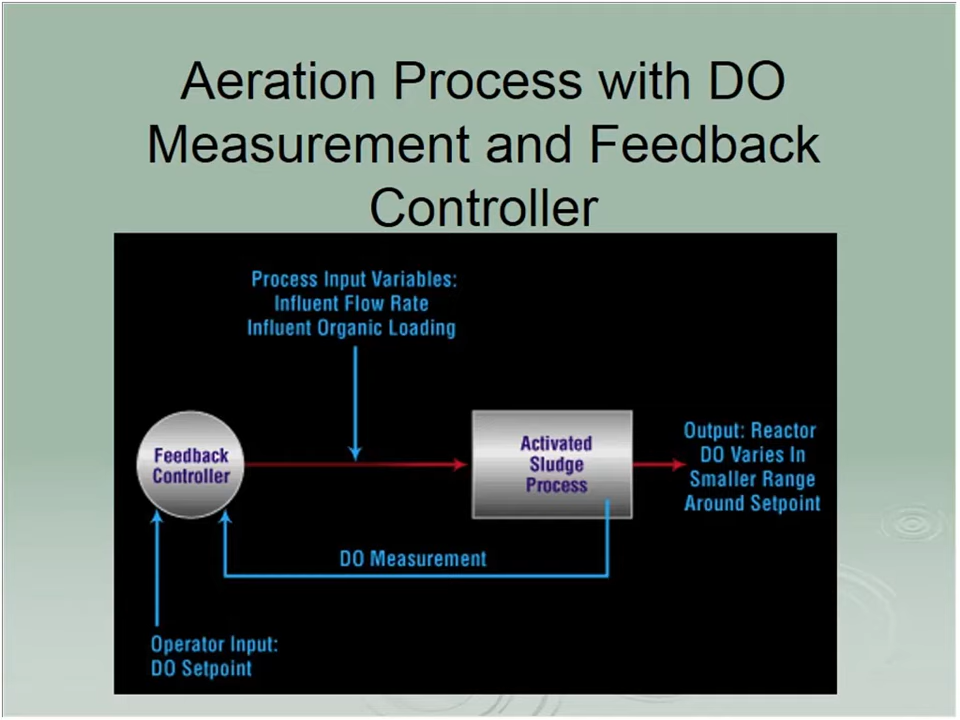 Aeration Process with DO
Measurement and Feedback
Controller
Process Input Variables:
Influent Flow Rate
Influent Organic Loading
Feedback
Controller
Activated
Sludge
Process
Output: Reactor
DO Varies In
Smaller Range
Around Setpoint
DO Measurement
Operator Input:
DO Setpoint